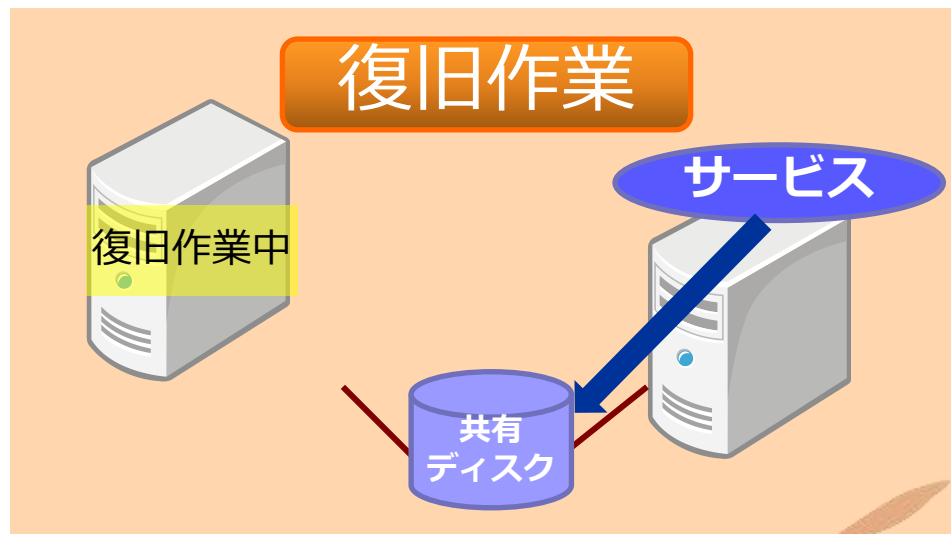 復旧作業
サービス
復旧作業中
共有
ディスク